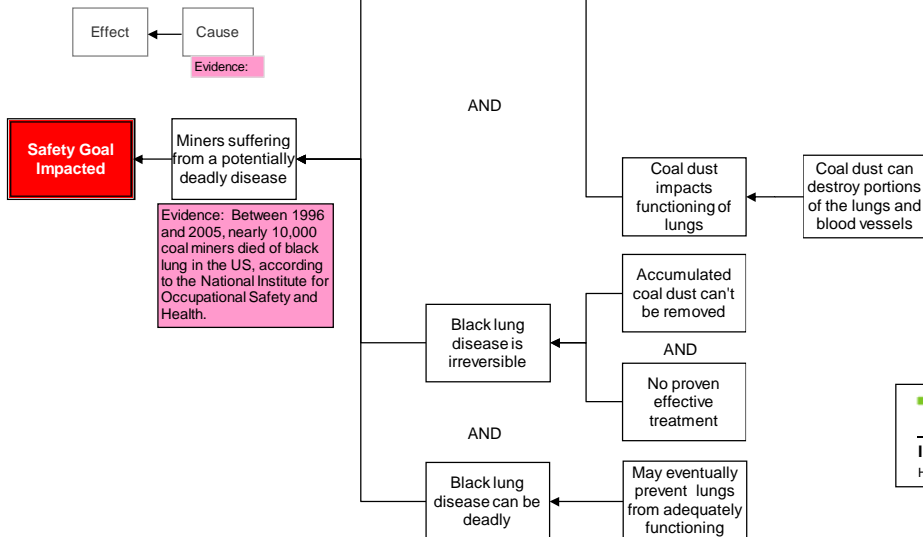 Effect
Cause
Evidence:
AND
Safety Goal
Impacted
Miners suffering
from a potentially
deadly disease
Evidence: Between 1996
and 2005, nearly 10,000
coal miners died of black
lung in the US, according
to the National Institute for
Occupational Safety and
Health.
Coal dust
impacts
functioning of
lungs
Coal dust can
destroy portions
of the lungs and
blood vessels
Accumulated
coal dust can't
be removed
Black lung
disease is
irreversible
AND
No proven
effective
treatment
AND
Black lung
disease can be
deadly
May eventually
prevent lungs
from adequately
functioning